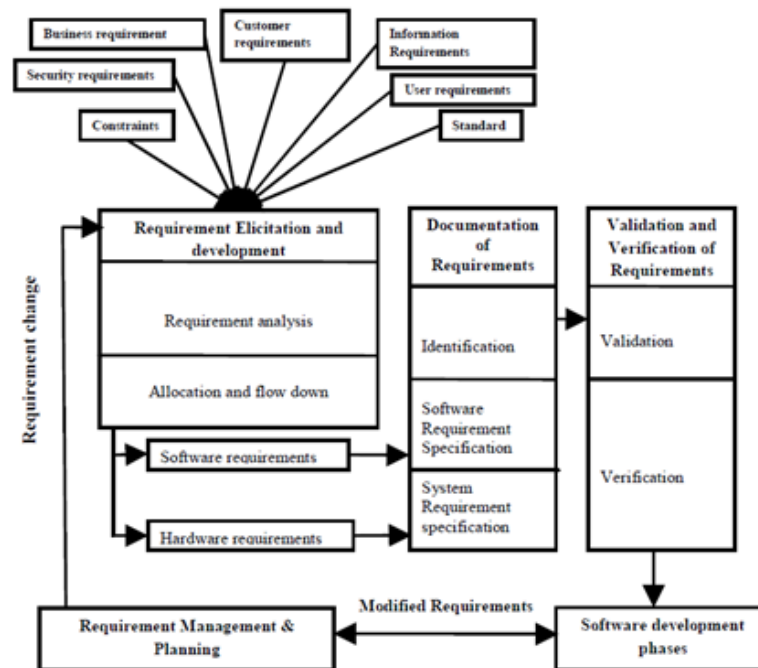 Business requirement
Customer
requirements
Information
Requirements
Security requirements
User requirements
Constraints
Standard
Requirement Elicitation and
development
Requirement analysis
Allocation and flow down
Software requirements
Hardware requirements
Documentation
of
Requirements
Identification
Software
Requirement
Specification
System
Requirement
specification
Validation and
Verification of
Requirements
Validation
Verification
Requirement change
Requirement Management &
Planning
Modified Requirements
Software development
phases